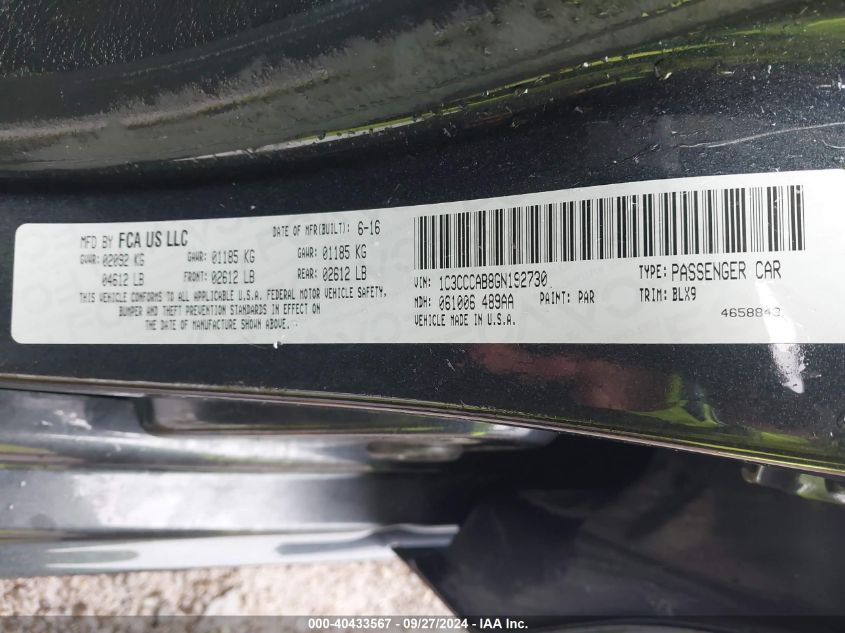 MFD BY FCA US LLC DATE OF MFR(BUILT): 6-16
GVWR: 02092 KG GAWR: 01185 KG GAWR: 01185 KG
04612 LB FRONT: 02612 LB REAR: 02612 LB
THIS VEHICLE CONFORMS TO ALL APPLICABLE U.S.A. FEDERAL MOTOR VEHICLE SAFETY,
BUMPER AND THEFT PREVENTION STANDARDS IN EFFECT ON
THE DATE OF MANUFACTURE SHOWN ABOVE.
VIN: 1C3CCCAB8GN192730 TYPE: PASSENGER CAR
MDH: 061006 489AA PAINT: PAR TRIM: BLX9
VEHICLE MADE IN U.S.A. 4658843
000-40433567 - 09/27/2024 - IAA Inc.